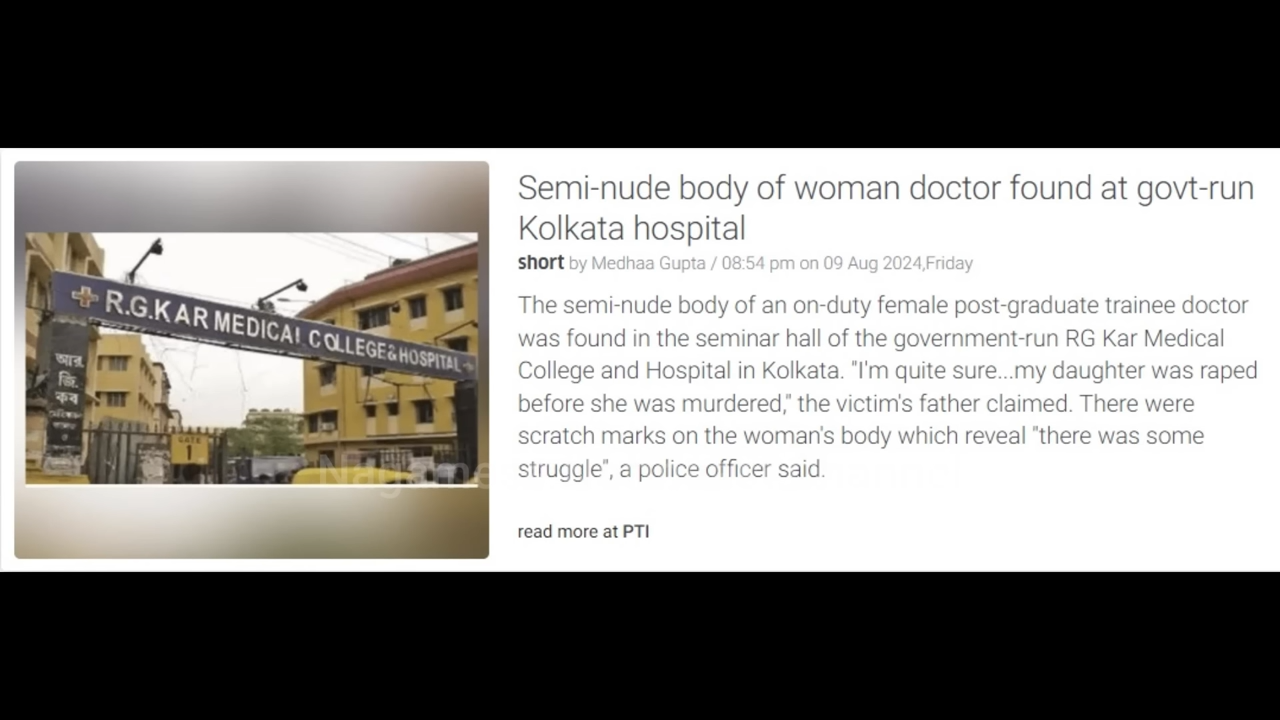 R.G.KAR MEDICAL COLLEGE & HOSPITAL
আর.
জি.
কর
GATE
1
Semi-nude body of woman doctor found at govt-run
Kolkata hospital
short by Medhaa Gupta / 08:54 pm on 09 Aug 2024,Friday
The semi-nude body of an on-duty female post-graduate trainee doctor
was found in the seminar hall of the government-run RG Kar Medical
College and Hospital in Kolkata. "I'm quite sure...my daughter was raped
before she was murdered," the victim's father claimed. There were
scratch marks on the woman's body which reveal "there was some
struggle", a police officer said.
read more at PTI